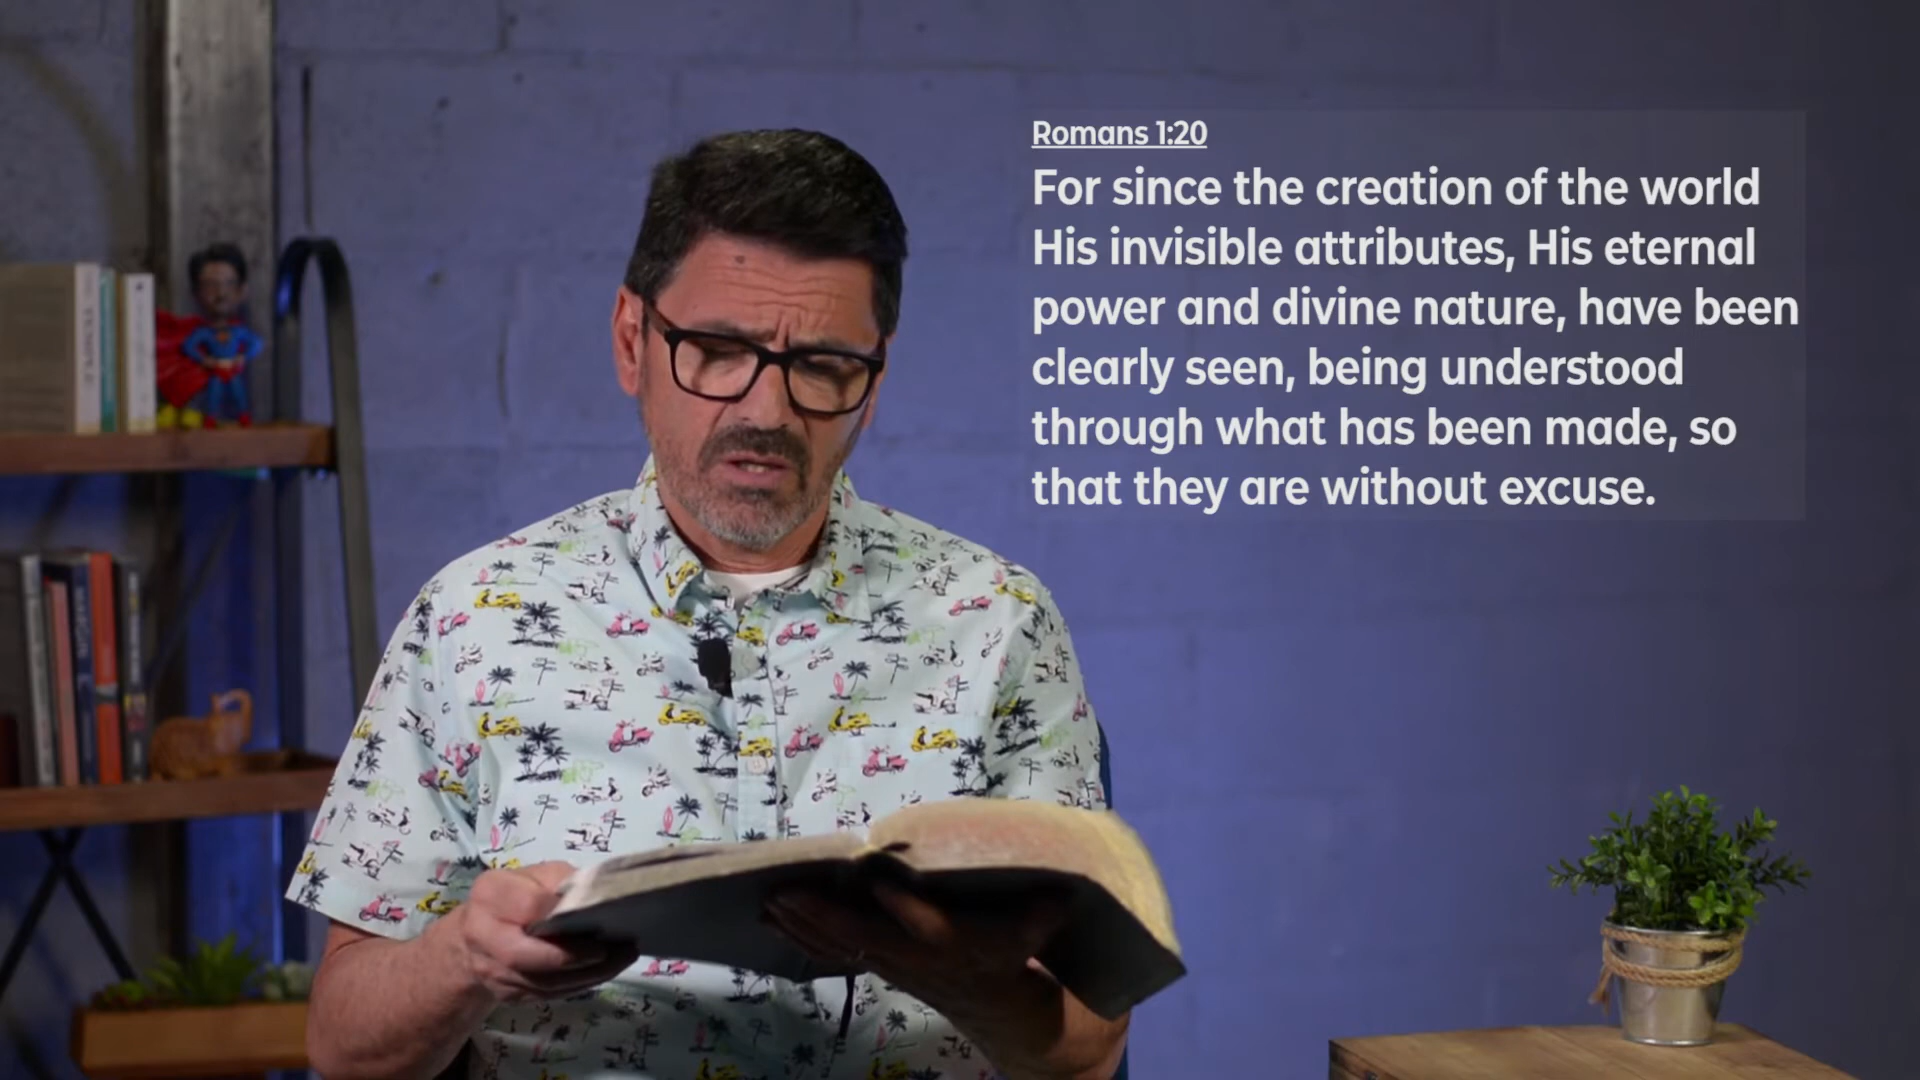 Romans 1:20
For since the creation of the world
His invisible attributes, His eternal
power and divine nature, have been
clearly seen, being understood
through what has been made, so
that they are without excuse.